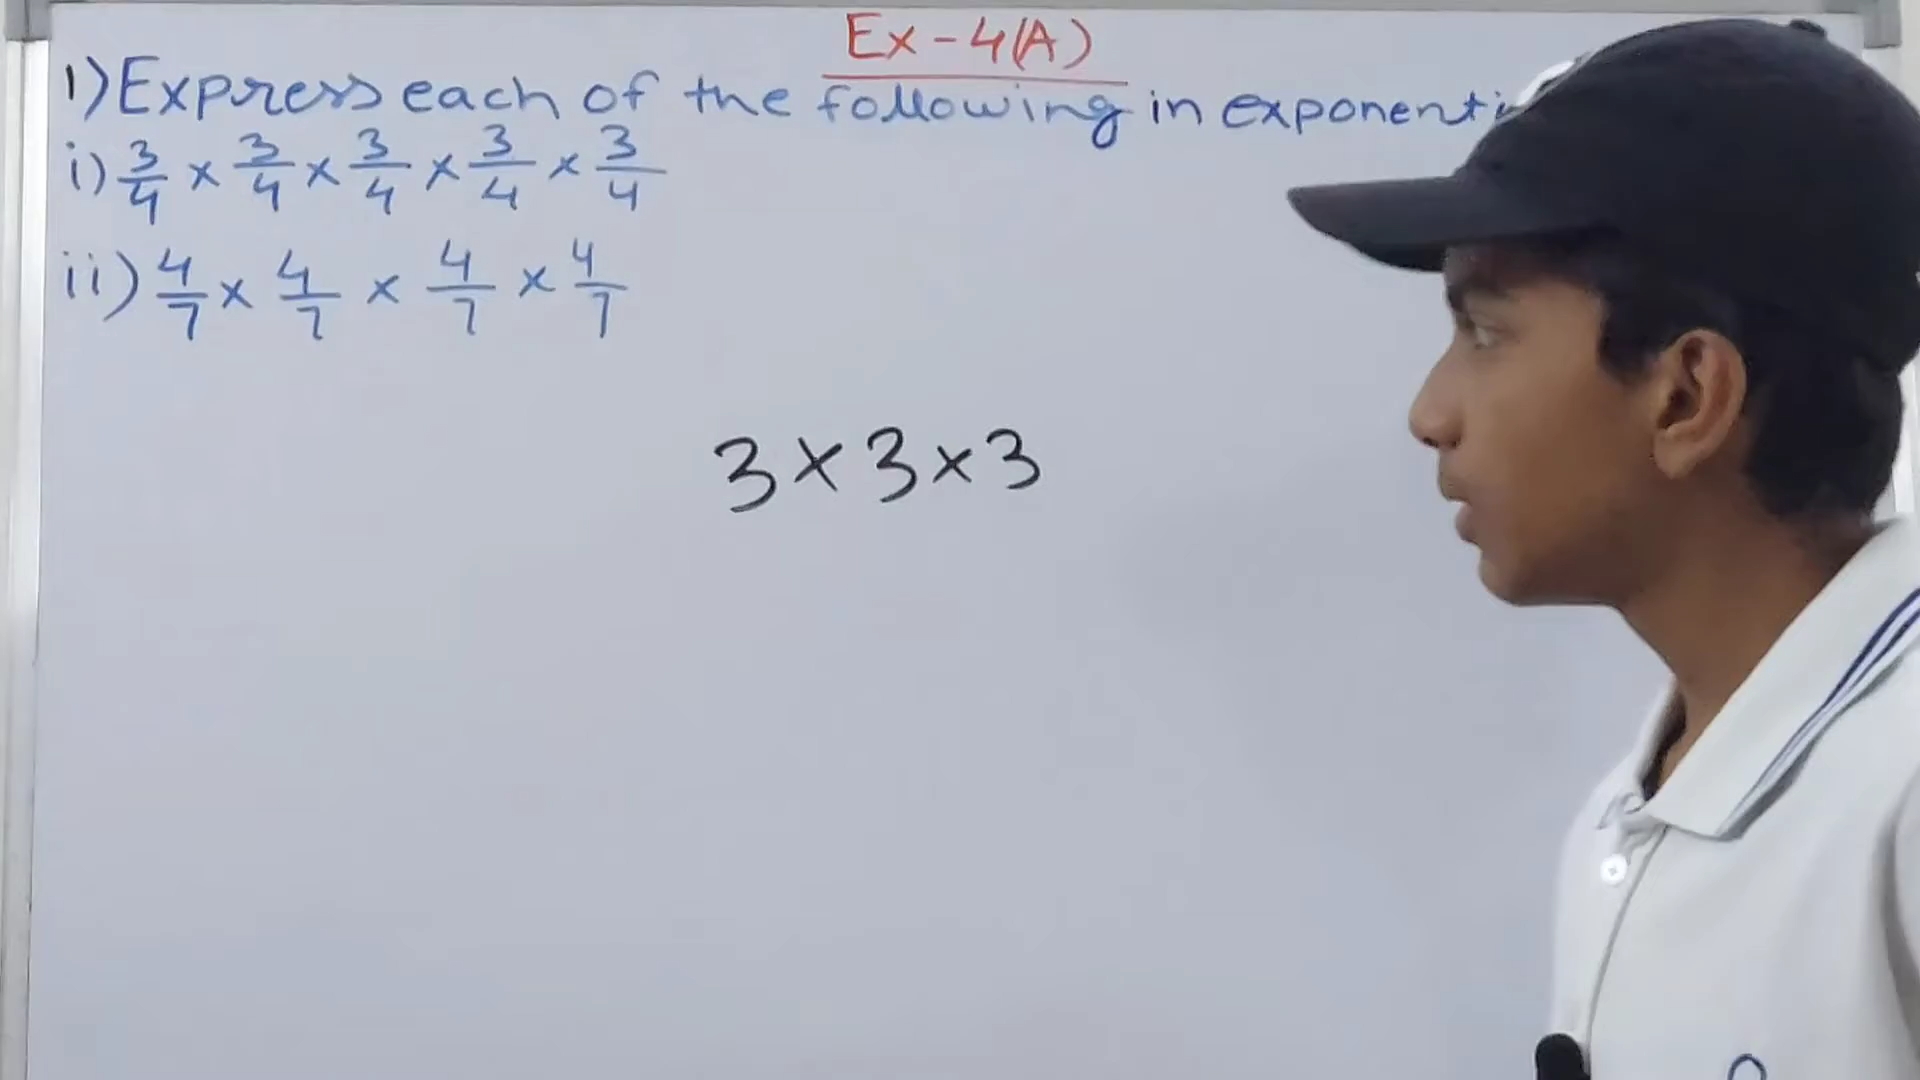 Ex-4(A)
1) Express each of the following in exponenti
i) 3/4 × 3/4 × 3/4 × 3/4 × 3/4
ii) 4/7 × 4/7 × 4/7 × 4/7
3 × 3 × 3